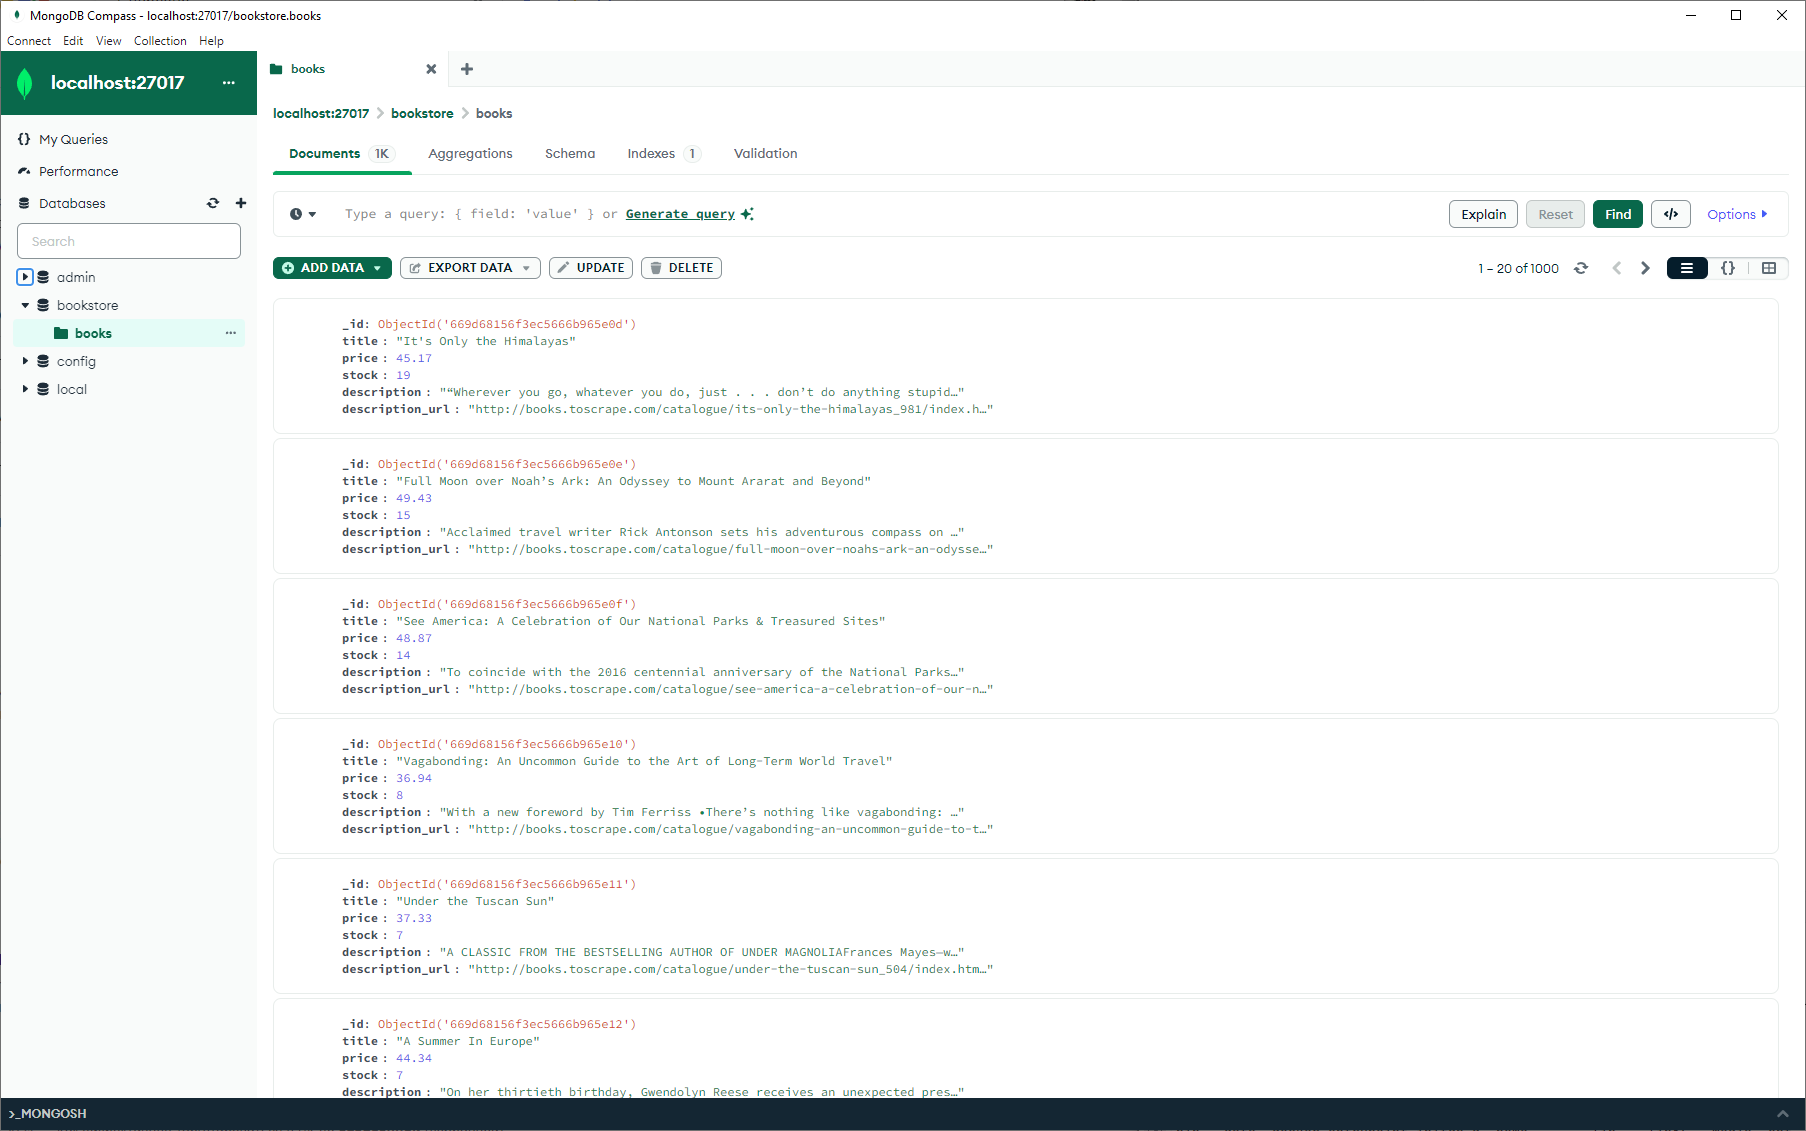 MongoDB Compass - localhost:27017/bookstore.books
Connect Edit View Collection Help
localhost:27017 ...
books
localhost:27017 > bookstore > books
{} My Queries
Performance
Databases
Search
admin
bookstore
books ...
config
local
Documents 1K Aggregations Schema Indexes 1 Validation
Type a query: { field: 'value' } or Generate query
Explain Reset Find </> Options
ADD DATA EXPORT DATA UPDATE DELETE
1 – 20 of 1000 {}
_id: ObjectId('669d68156f3ec5666b965e0d')
title : "It's Only the Himalayas"
price : 45.17
stock : 19
description : "“Wherever you go, whatever you do, just . . . don’t do anything stupid…"
description_url : "http://books.toscrape.com/catalogue/its-only-the-himalayas_981/index.h…"
_id: ObjectId('669d68156f3ec5666b965e0e')
title : "Full Moon over Noah’s Ark: An Odyssey to Mount Ararat and Beyond"
price : 49.43
stock : 15
description : "Acclaimed travel writer Rick Antonson sets his adventurous compass on …"
description_url : "http://books.toscrape.com/catalogue/full-moon-over-noahs-ark-an-odysse…"
_id: ObjectId('669d68156f3ec5666b965e0f')
title : "See America: A Celebration of Our National Parks & Treasured Sites"
price : 48.87
stock : 14
description : "To coincide with the 2016 centennial anniversary of the National Parks…"
description_url : "http://books.toscrape.com/catalogue/see-america-a-celebration-of-our-n…"
_id: ObjectId('669d68156f3ec5666b965e10')
title : "Vagabonding: An Uncommon Guide to the Art of Long-Term World Travel"
price : 36.94
stock : 8
description : "With a new foreword by Tim Ferriss •There’s nothing like vagabonding: …"
description_url : "http://books.toscrape.com/catalogue/vagabonding-an-uncommon-guide-to-t…"
_id: ObjectId('669d68156f3ec5666b965e11')
title : "Under the Tuscan Sun"
price : 37.33
stock : 7
description : "A CLASSIC FROM THE BESTSELLING AUTHOR OF UNDER MAGNOLIAFrances Mayes—w…"
description_url : "http://books.toscrape.com/catalogue/under-the-tuscan-sun_504/index.htm…"
_id: ObjectId('669d68156f3ec5666b965e12')
title : "A Summer In Europe"
price : 44.34
stock : 7
description : "On her thirtieth birthday, Gwendolyn Reese receives an unexpected pres…"
>_MONGOSH